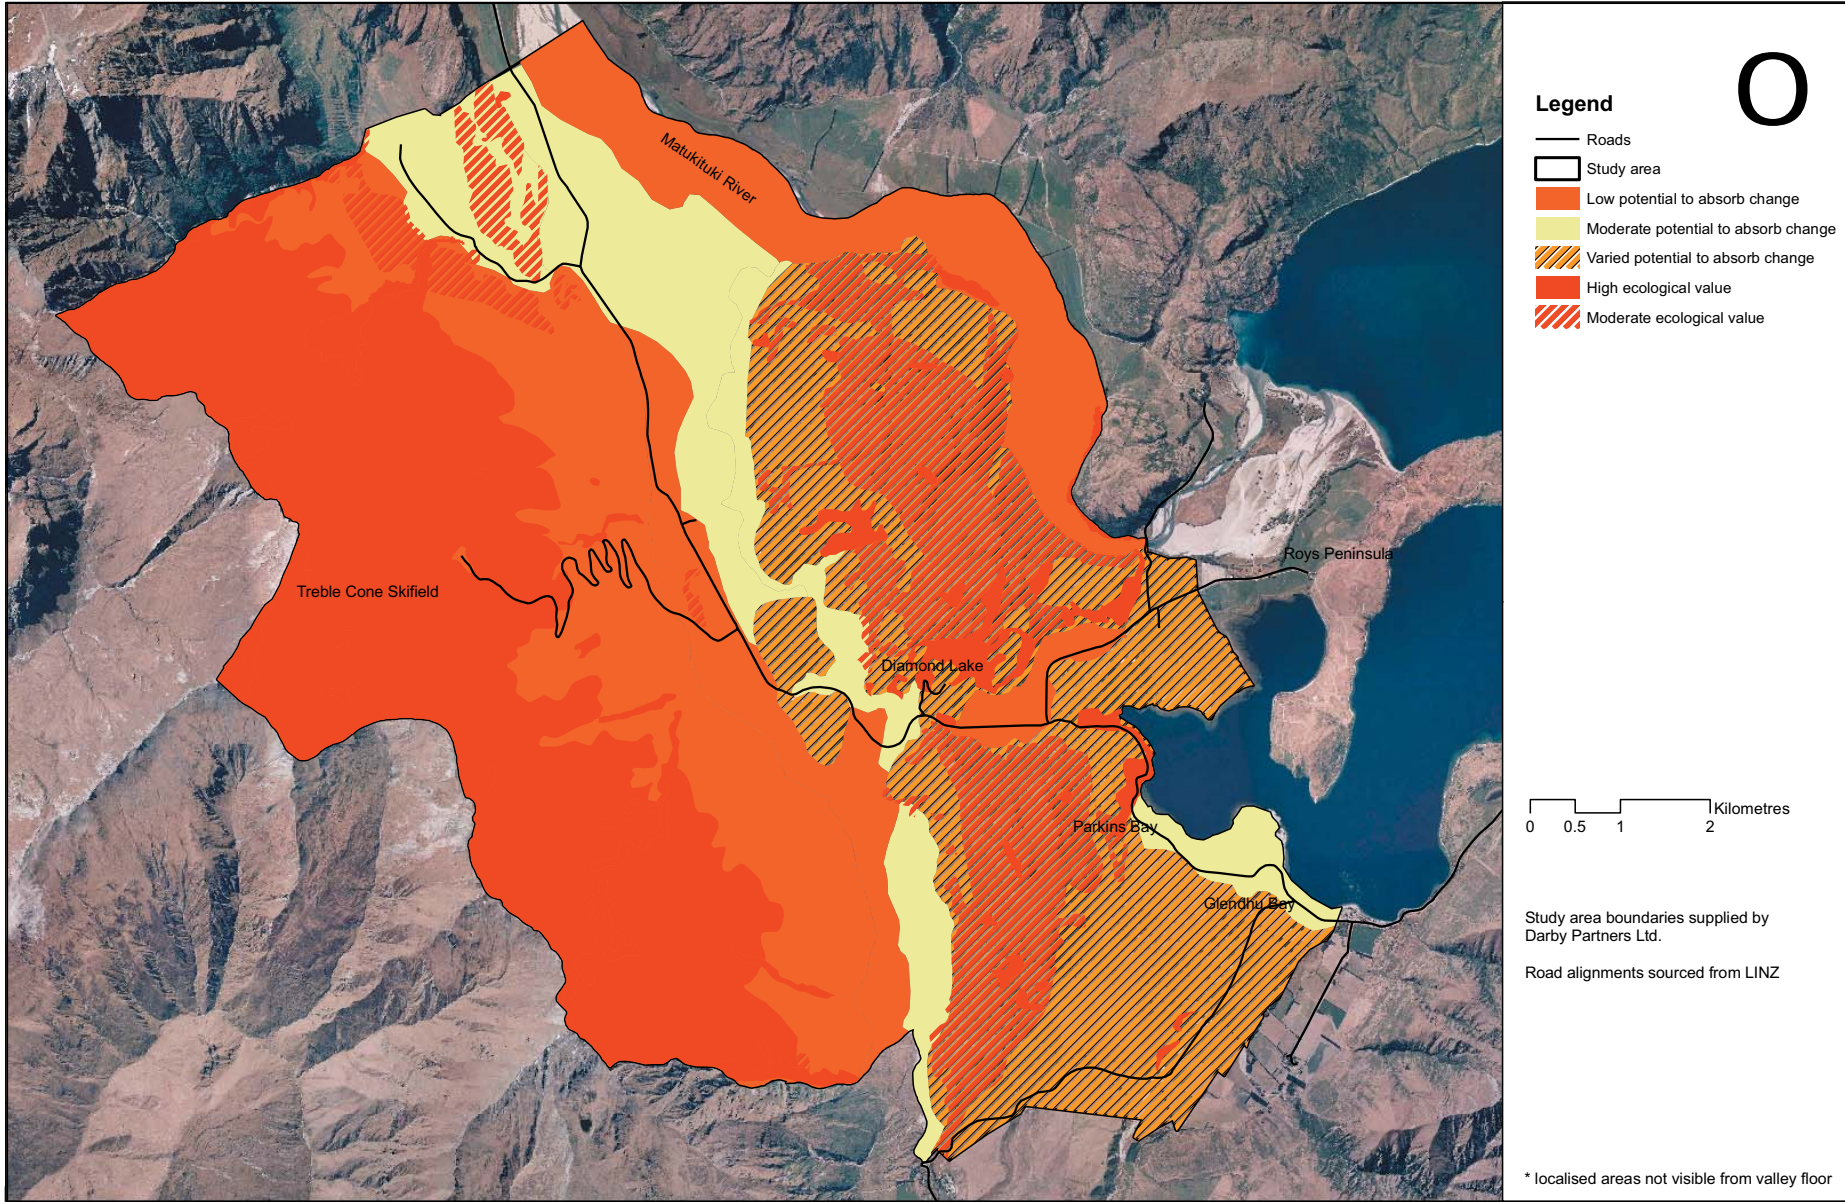 O
Legend
Roads
Study area
Low potential to absorb change
Moderate potential to absorb change
Varied potential to absorb change
High ecological value
Moderate ecological value
Matukituki River
Roys Peninsula
Treble Cone Skifield
Diamond Lake
Parkins Bay
Glendhu Bay
Kilometres
0 0.5 1 2
Study area boundaries supplied by
Darby Partners Ltd.
Road alignments sourced from LINZ
* localised areas not visible from valley floor